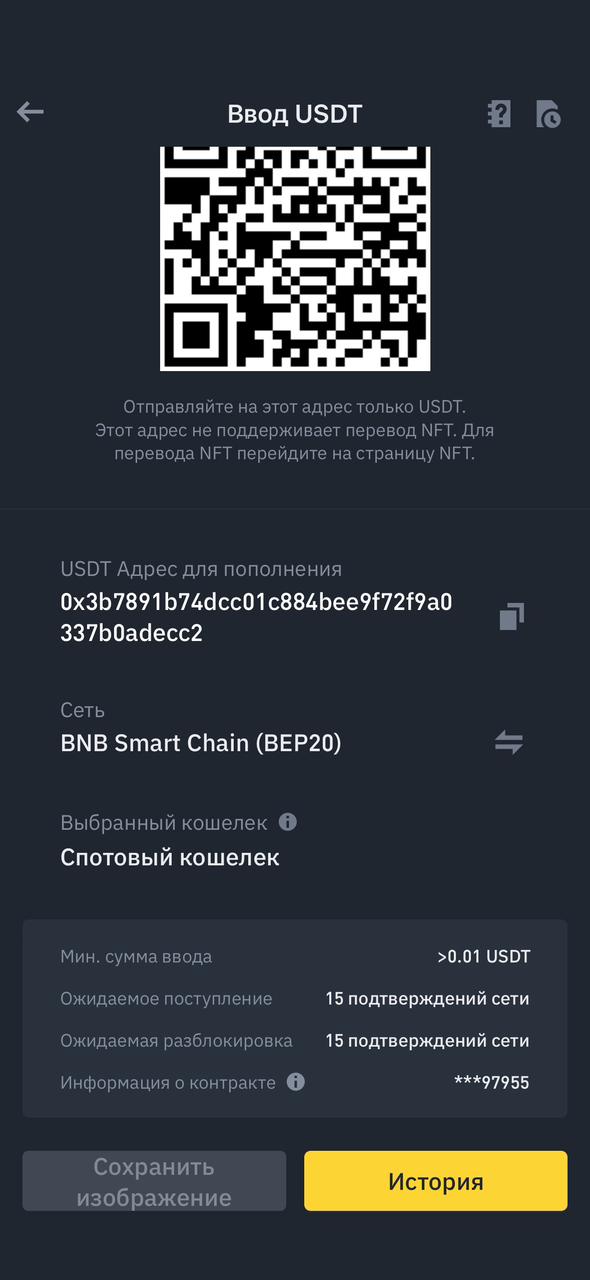 Ввод USDT
Отправляйте на этот адрес только USDT.
Этот адрес не поддерживает перевод NFT. Для
перевода NFT перейдите на страницу NFT.
USDT Адрес для пополнения
0x3b7891b74dcc01c884bee9f72f9a0
337b0adecc2
Сеть
BNB Smart Chain (BEP20)
Выбранный кошелек
Спотовый кошелек
Мин. сумма ввода >0.01 USDT
Ожидаемое поступление 15 подтверждений сети
Ожидаемая разблокировка 15 подтверждений сети
Информация о контракте ***97955
Сохранить
изображение
История